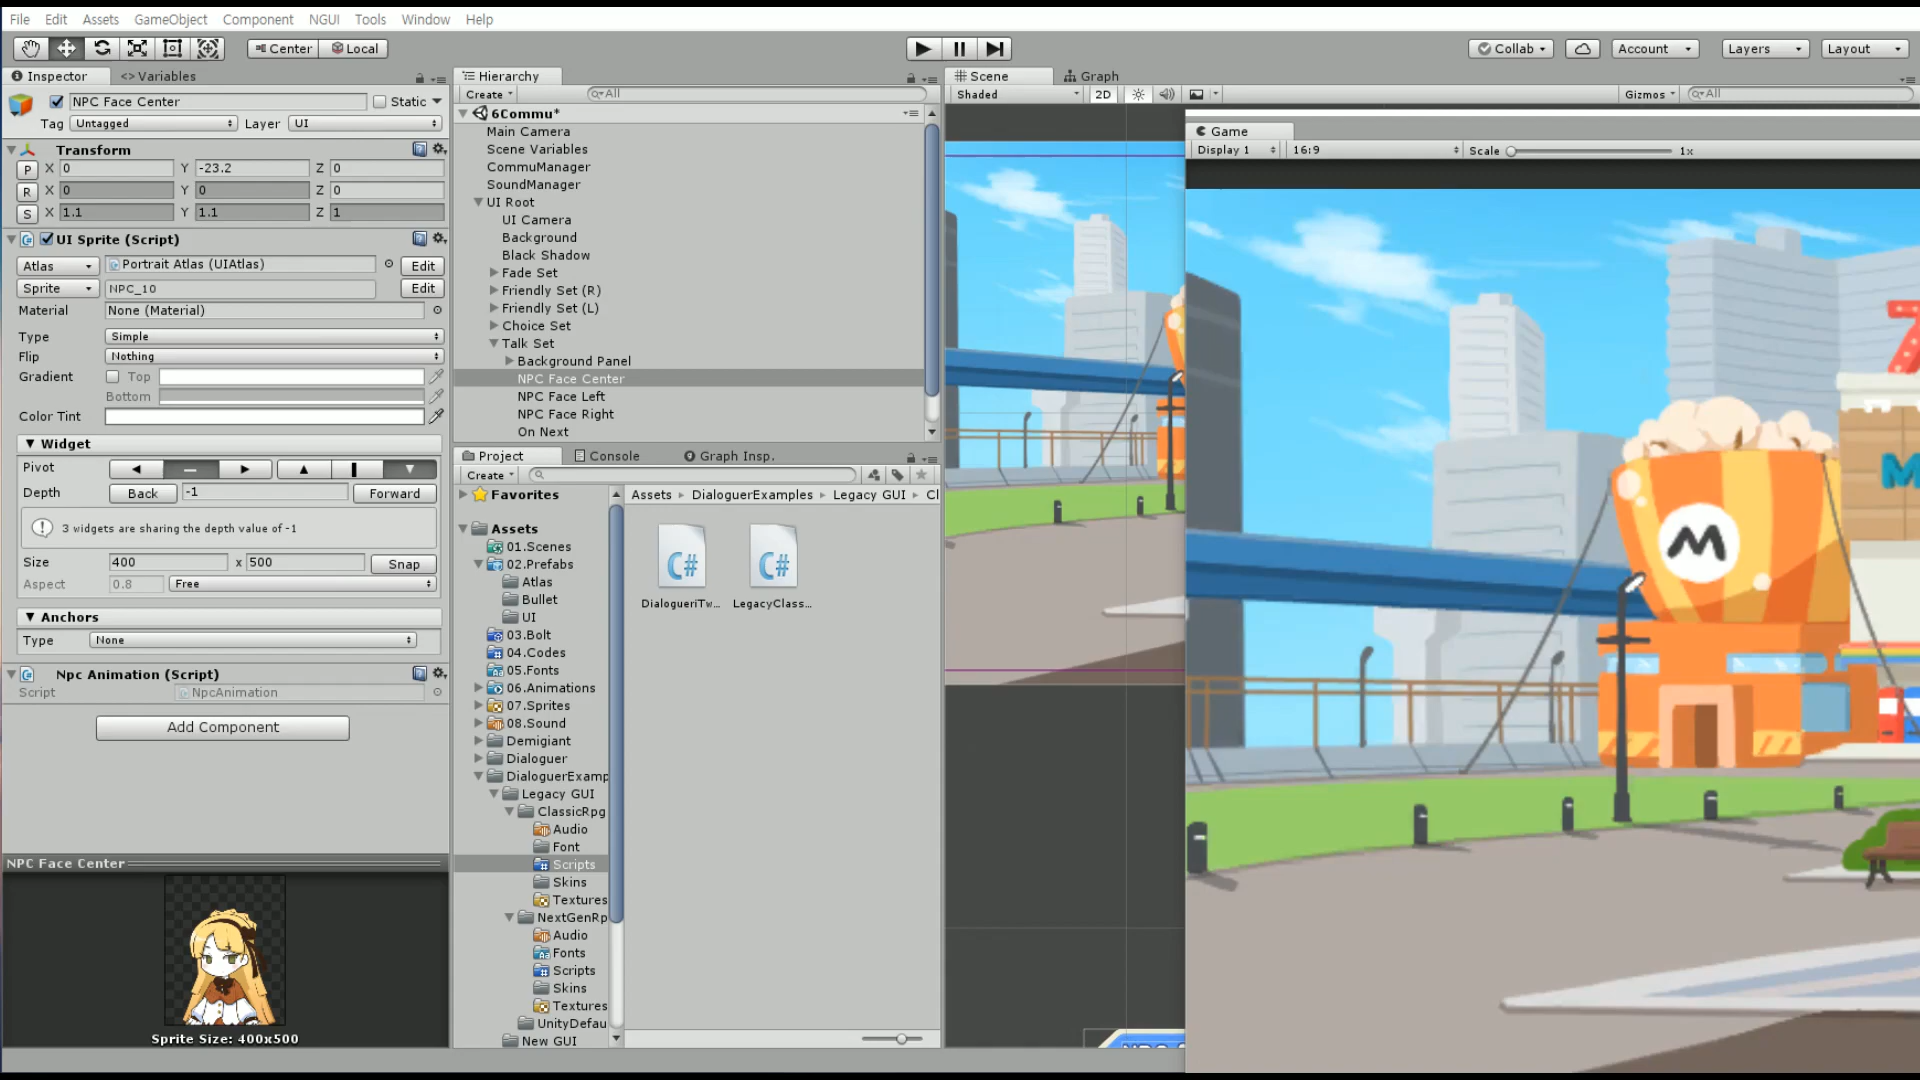 File Edit Assets GameObject Component NGUI Tools Window Help
Center Local
Collab Account Layers Layout
Inspector <> Variables
NPC Face Center Static
Tag Untagged Layer UI
Transform
P X 0 Y -23.2 Z 0
R X 0 Y 0 Z 0
S X 1.1 Y 1.1 Z 1
UI Sprite (Script)
Atlas Portrait Atlas (UIAtlas) Edit
Sprite NPC_10 Edit
Material None (Material)
Type Simple
Flip Nothing
Gradient Top
Bottom
Color Tint
Widget
Pivot
Depth Back -1 Forward
3 widgets are sharing the depth value of -1
Size 400 x 500 Snap
Aspect 0.8 Free
Anchors
Type None
Npc Animation (Script)
Script NpcAnimation
Add Component
NPC Face Center
Sprite Size: 400x500
Hierarchy
Create All
6Commu*
Main Camera
Scene Variables
CommuManager
SoundManager
UI Root
UI Camera
Background
Black Shadow
Fade Set
Friendly Set (R)
Friendly Set (L)
Choice Set
Talk Set
Background Panel
NPC Face Center
NPC Face Left
NPC Face Right
On Next
Project Console Graph Insp.
Create
Favorites
Assets
01.Scenes
02.Prefabs
Atlas
Bullet
UI
03.Bolt
04.Codes
05.Fonts
06.Animations
07.Sprites
08.Sound
Demigiant
Dialoguer
DialoguerExamp
Legacy GUI
ClassicRpg
Audio
Font
Scripts
Skins
Textures
NextGenRp
Audio
Fonts
Scripts
Skins
Textures
UnityDefau
New GUI
Assets DialoguerExamples Legacy GUI Cl
C# C#
DialogueriTw... LegacyClass...
Scene Graph
Shaded 2D Gizmos All
Game
Display 1 16:9 Scale 1x
M
7
M